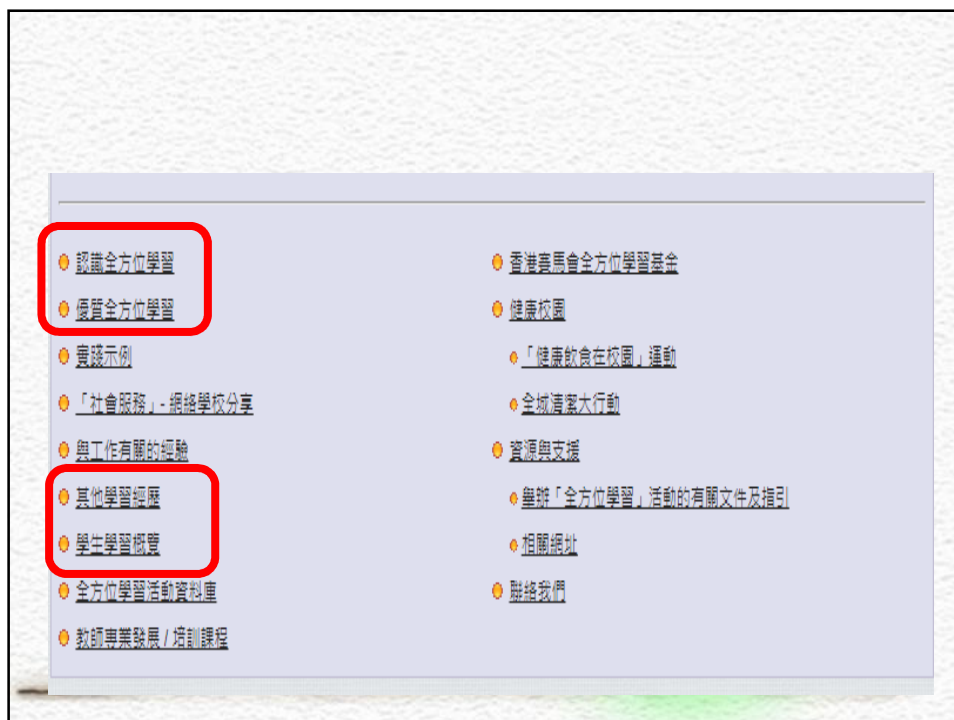 認識全方位學習
優質全方位學習
實踐示例
「社會服務」- 網絡學校分享
與工作有關的經驗
其他學習經歷
學生學習概覽
全方位學習活動資料庫
教師專業發展 / 培訓課程
香港賽馬會全方位學習基金
健康校園
「健康飲食在校園」運動
全城清潔大行動
資源與支援
舉辦「全方位學習」活動的有關文件及指引
相關網址
聯絡我們